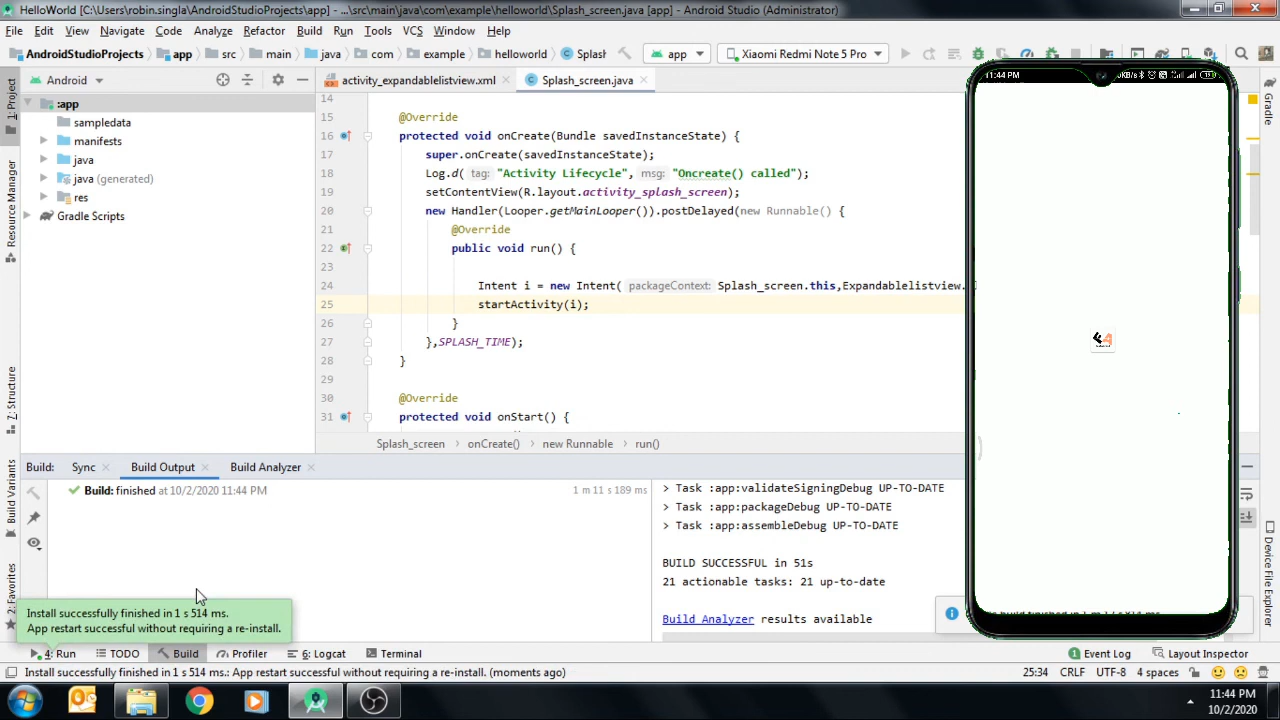 HelloWorld [C:\Users\robin.singla\AndroidStudioProjects\app] - ...\src\main\java\com\example\helloworld\Splash_screen.java [app] - Android Studio (Administrator)
File Edit View Navigate Code Analyze Refactor Build Run Tools VCS Window Help
AndroidStudioProjects app src main java com example helloworld Splash app Xiaomi Redmi Note 5 Pro
Android activity_expandablelistview.xml Splash_screen.java
1: Project
Resource Manager
Z: Structure
Build Variants
2: Favorites
:app
sampledata
manifests
java
java (generated)
res
Gradle Scripts
14
15 @Override
16 protected void onCreate(Bundle savedInstanceState) {
17 super.onCreate(savedInstanceState);
18 Log.d( tag: "Activity Lifecycle", msg: "Oncreate() called");
19 setContentView(R.layout.activity_splash_screen);
20 new Handler(Looper.getMainLooper()).postDelayed(new Runnable() {
21 @Override
22 public void run() {
23
24 Intent i = new Intent( packageContext: Splash_screen.this,Expandablelistview.
25 startActivity(i);
26 }
27 },SPLASH_TIME);
28 }
29
30 @Override
31 protected void onStart() {
Splash_screen onCreate() new Runnable run()
11:44 PM
Gradle
Device File Explorer
Build: Sync Build Output Build Analyzer
Build: finished at 10/2/2020 11:44 PM 1 m 11 s 189 ms
> Task :app:validateSigningDebug UP-TO-DATE
> Task :app:packageDebug UP-TO-DATE
> Task :app:assembleDebug UP-TO-DATE
BUILD SUCCESSFUL in 51s
21 actionable tasks: 21 up-to-date
Build Analyzer results available
Install successfully finished in 1 s 514 ms.
App restart successful without requiring a re-install.
4: Run TODO Build Profiler 6: Logcat Terminal 1 Event Log Layout Inspector
Install successfully finished in 1 s 514 ms.: App restart successful without requiring a re-install. (moments ago) 25:34 CRLF UTF-8 4 spaces
11:44 PM
10/2/2020